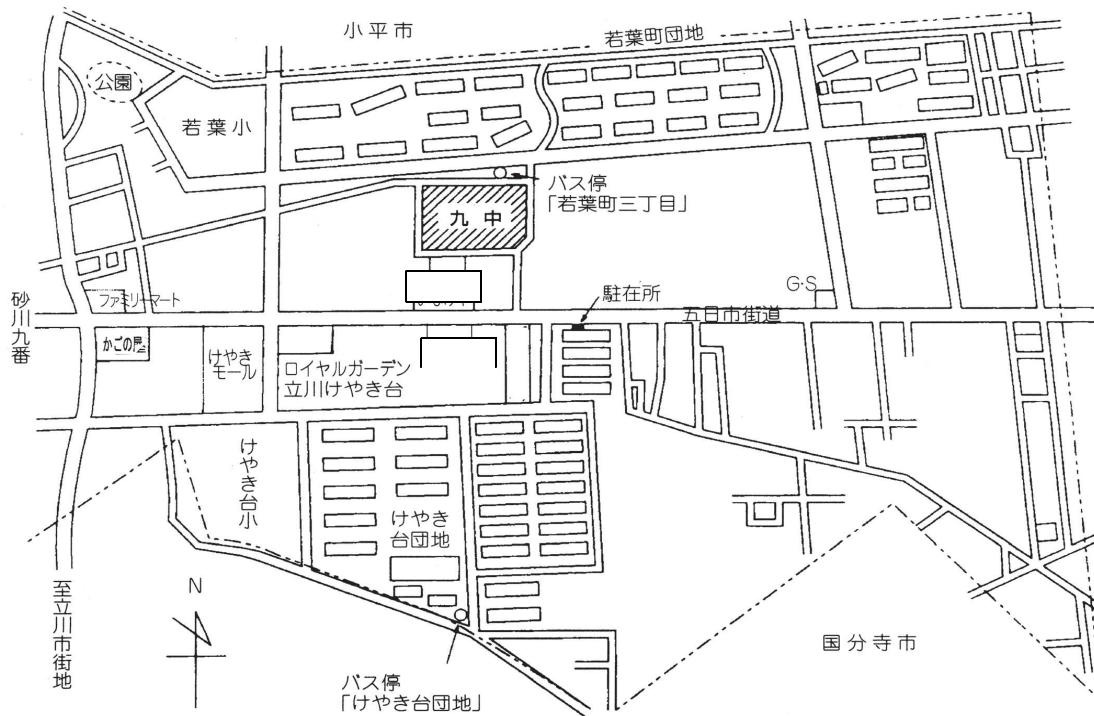 小平市
若葉町団地
公園
若葉小
バス停
「若葉町三丁目」
九中
砂川九番
ファミリーマート
G・S
駐在所
五日市街道
かごの屋
けやき
モール
ロイヤルガーデン
立川けやき台
けやき台小
けやき
台団地
N
至立川市街地
バス停
「けやき台団地」
国分寺市